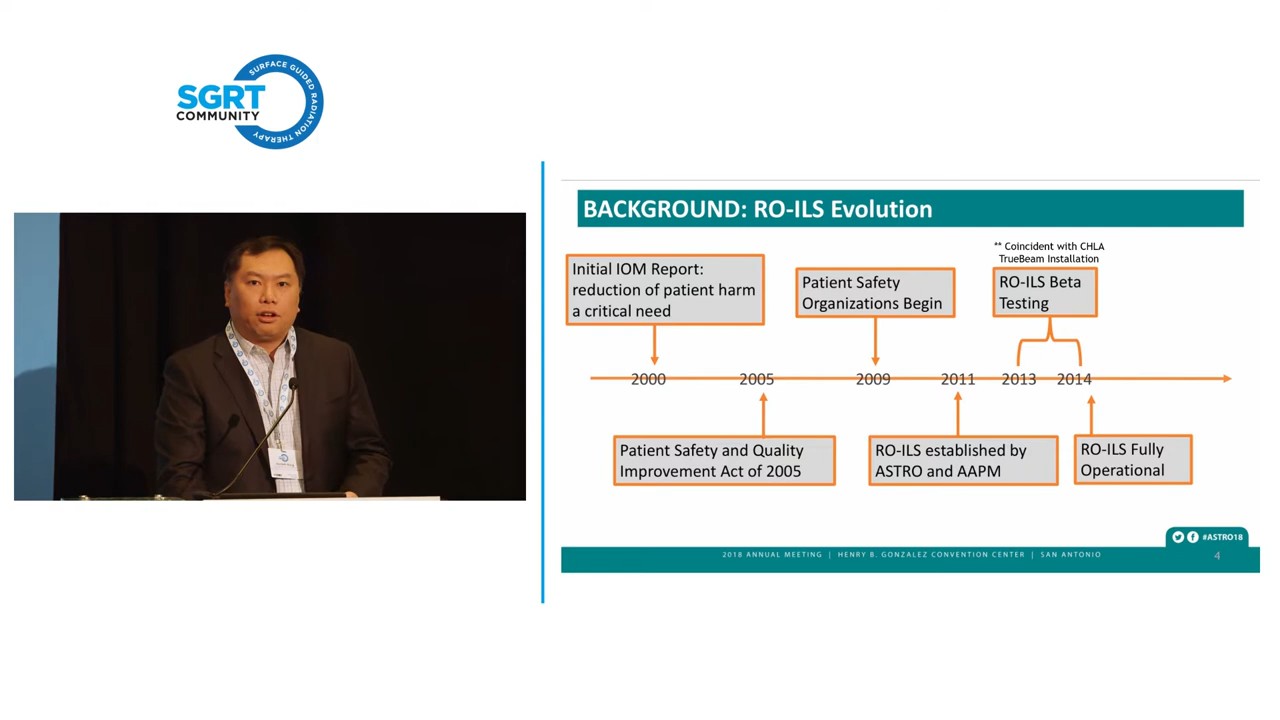 SURFACE GUIDED RADIATION THERAPY
SGRT
COMMUNITY
BACKGROUND: RO-ILS Evolution
** Coincident with CHLA
TrueBeam Installation
Initial IOM Report:
reduction of patient harm
a critical need
Patient Safety
Organizations Begin
RO-ILS Beta
Testing
2000
2005
2009
2011
2013
2014
Patient Safety and Quality
Improvement Act of 2005
RO-ILS established by
ASTRO and AAPM
RO-ILS Fully
Operational
#ASTRO18
2018 ANNUAL MEETING | HENRY B. GONZALEZ CONVENTION CENTER | SAN ANTONIO
4